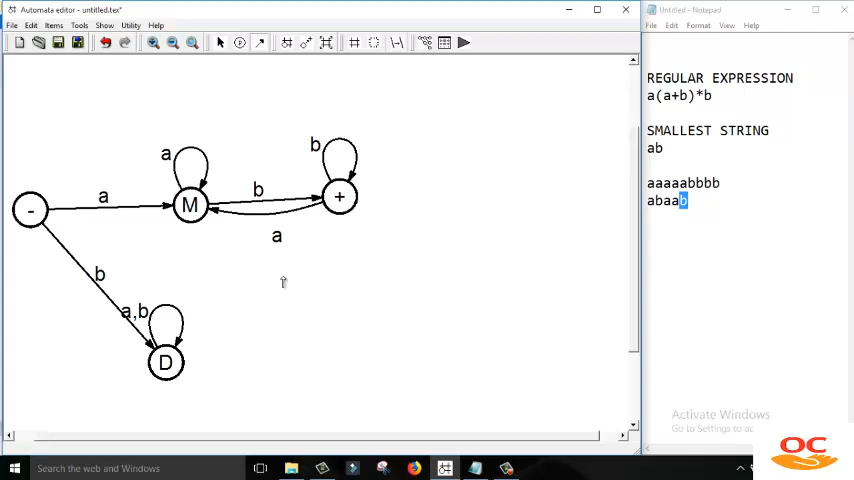 Automata editor - untitled.tex*
File Edit Items Tools Structure Show Utility Help
Untitled - Notepad
File Edit Format View Help
REGULAR EXPRESSION
a(a+b)*b
SMALLEST STRING
ab
aaaaabbbb
abaab
a
b
a
M
b
+
-
a
b
a,b
D
Activate Windows
Go to Settings to ac
OC
Search the web and Windows